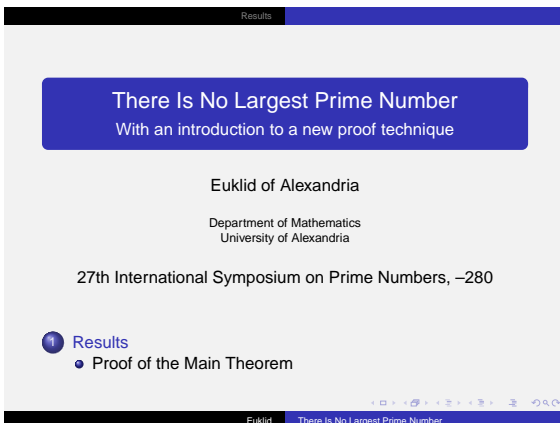 Results
There Is No Largest Prime Number
With an introduction to a new proof technique
Euklid of Alexandria
Department of Mathematics
University of Alexandria
27th International Symposium on Prime Numbers, –280
1 Results
Proof of the Main Theorem
Euklid There Is No Largest Prime Number